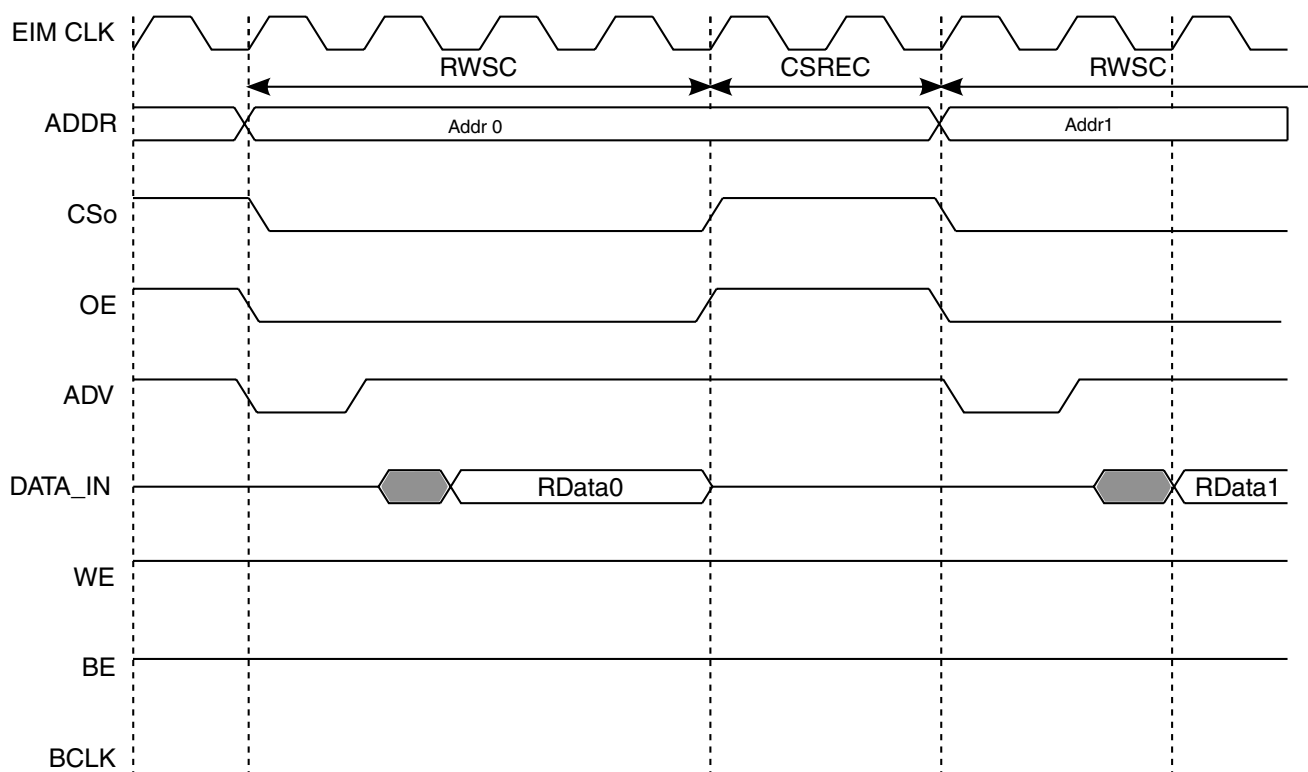 EIM CLK
RWSC CSREC RWSC
ADDR Addr 0 Addr1
CSo
OE
ADV
DATA_IN RData0 RData1
WE
BE
BCLK